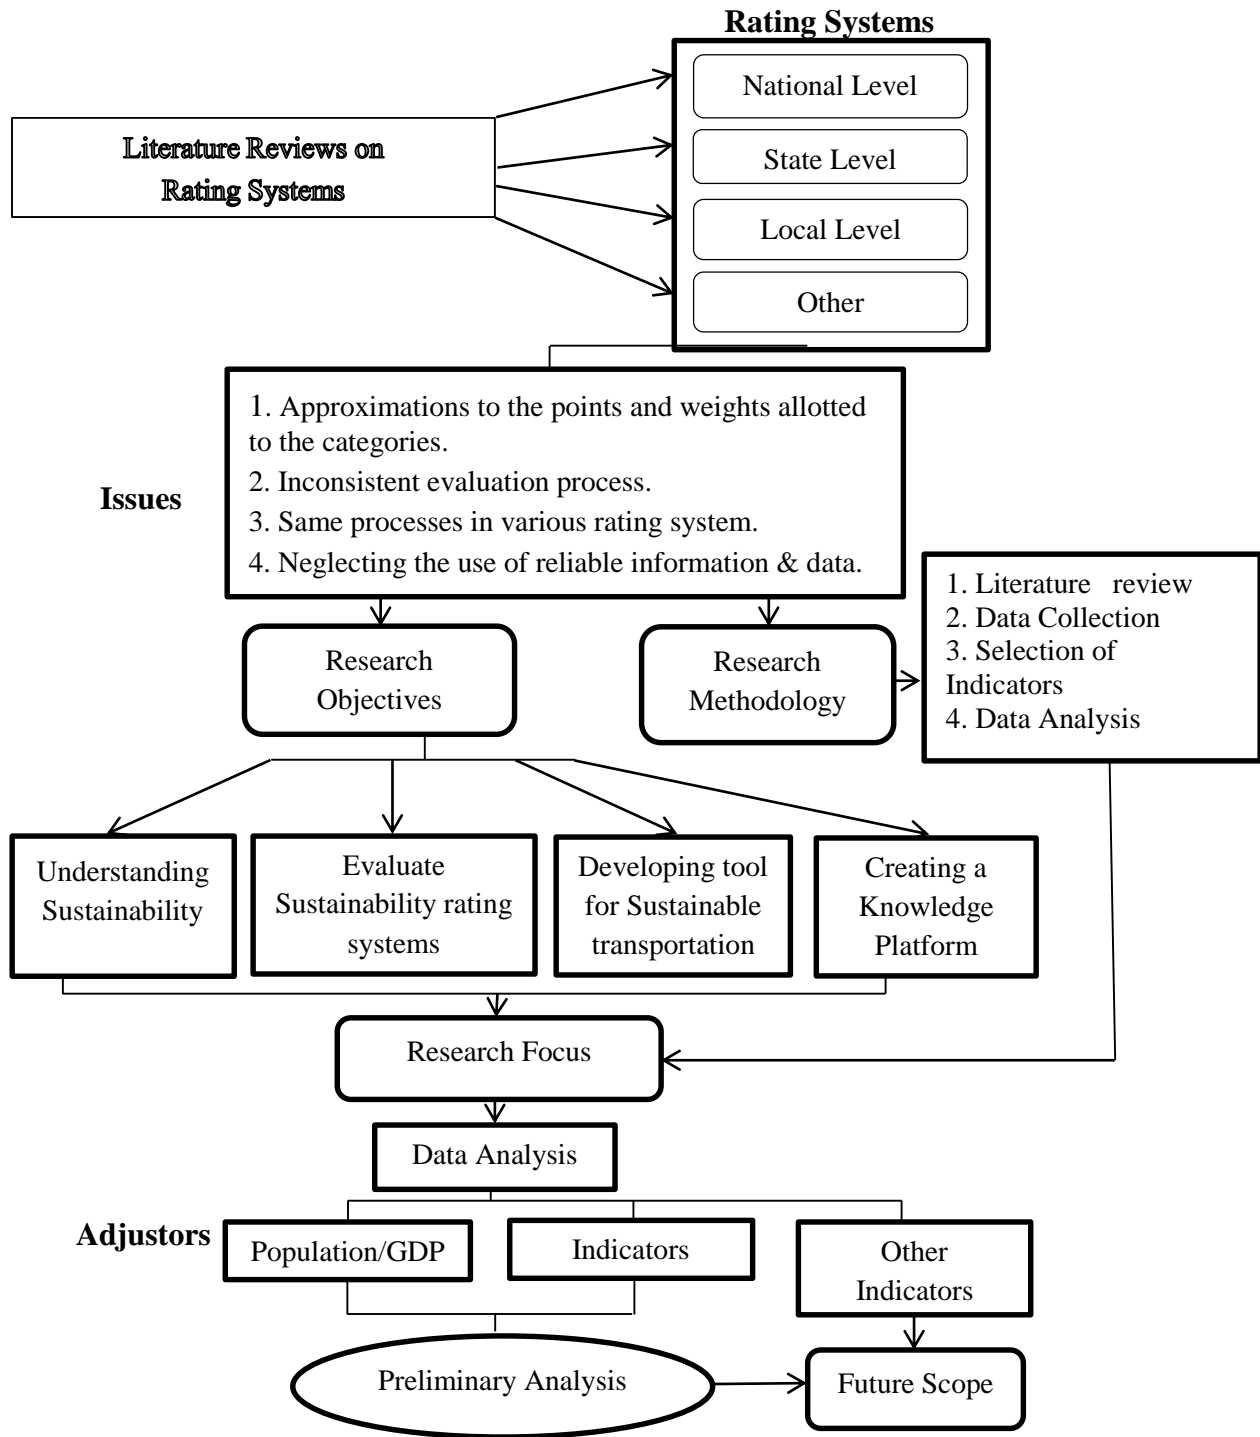 Rating Systems
National Level
Literature Reviews on
Rating Systems
State Level
Local Level
Other
Issues
1. Approximations to the points and weights allotted
to the categories.
2. Inconsistent evaluation process.
3. Same processes in various rating system.
4. Neglecting the use of reliable information & data.
1. Literature review
2. Data Collection
3. Selection of
Indicators
4. Data Analysis
Research
Objectives
Research
Methodology
Understanding
Sustainability
Evaluate
Sustainability rating
systems
Developing tool
for Sustainable
transportation
Creating a
Knowledge
Platform
Research Focus
Data Analysis
Adjustors
Population/GDP
Indicators
Other
Indicators
Preliminary Analysis
Future Scope